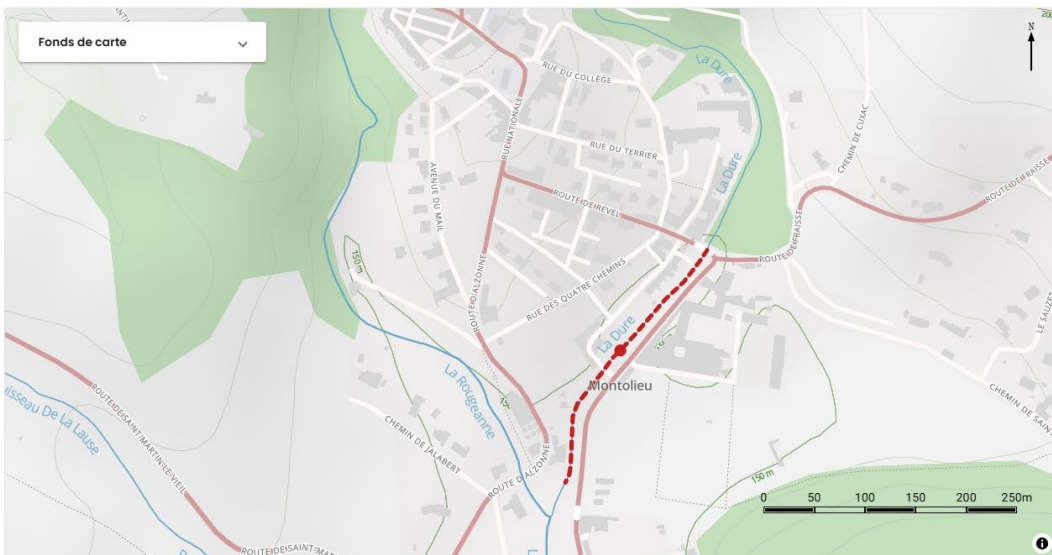 Fonds de carte
N
La Dure
RUE DU COLLÈGE
RUE NATIONALE
CHEMIN DE CUXAC
RUE DU TERRIER
ROUTE DE FRAISSE
AVENUE DU MAIL
La Dure
ROUTE DE REVEL
150 m
ROUTE DE FRAISSE
RUE DES QUATRE CHEMINS
ROUTE D'ALZONNE
LE SAUZET
La Dure
Montolieu
La Rougeanne
ROUTE DE SAINT-MARTIN-LE-VIEIL
isseau De La Lause
CHEMIN DE SAIN
CHEMIN DE JALABERT
150 m
ROUTE D'ALZONNE
0 50 100 150 200 250m
ROUTE DE SAINT-MAR